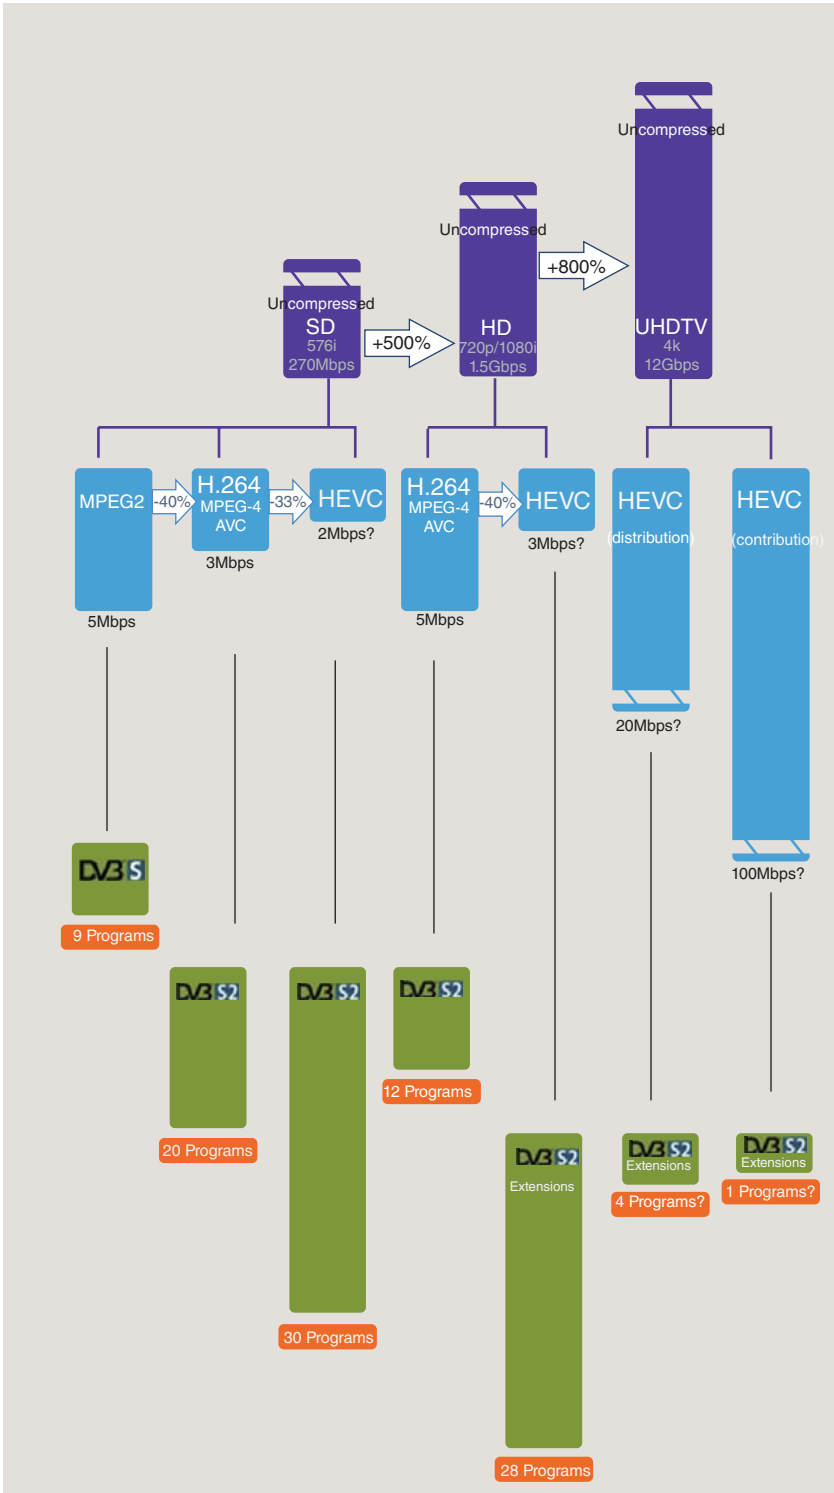 Uncompressed
UHDTV
4k
12Gbps
Uncompressed
HD
720p/1080i
1.5Gbps
+800%
Uncompressed
SD
576i
270Mbps
+500%
MPEG2
5Mbps
-40%
H.264
MPEG-4
AVC
3Mbps
-33%
HEVC
2Mbps?
H.264
MPEG-4
AVC
5Mbps
-40%
HEVC
3Mbps?
HEVC
(distribution)
20Mbps?
HEVC
(contribution)
100Mbps?
DVB S
9 Programs
DVB S2
20 Programs
DVB S2
30 Programs
DVB S2
12 Programs
DVB S2
Extensions
28 Programs
DVB S2
Extensions
4 Programs?
DVB S2
Extensions
1 Programs?